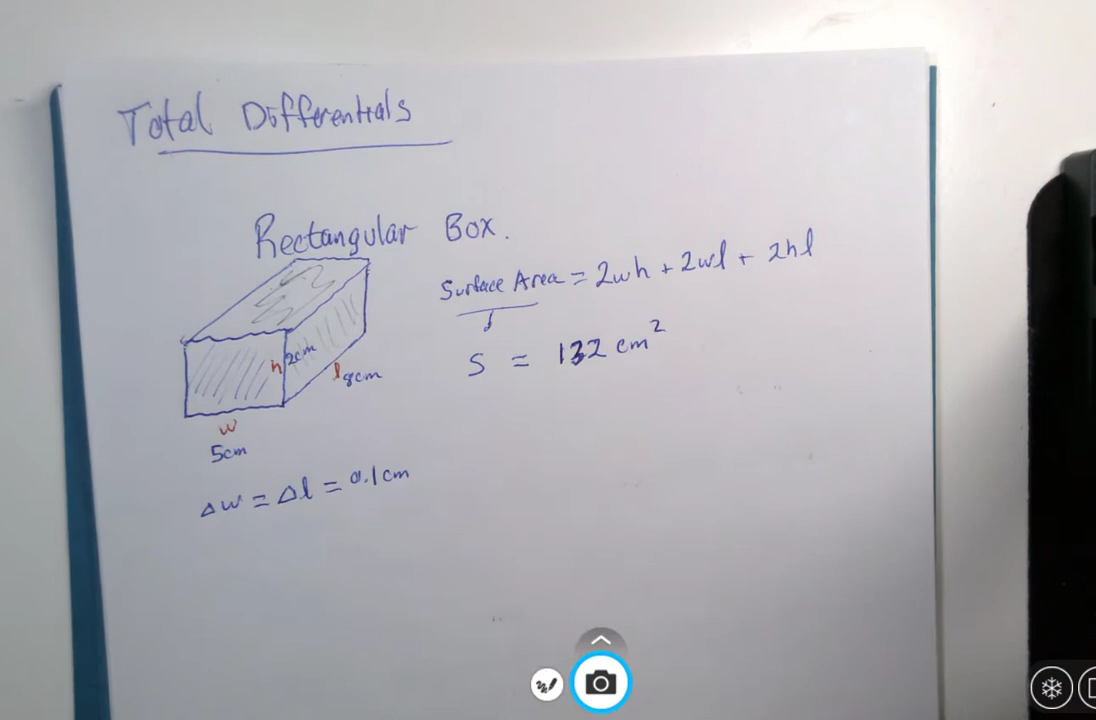 Total Differentials
Rectangular Box.
Surface Area = 2wh + 2wl + 2hl
S = 132 cm²
h 2cm
l 8cm
w
5cm
Δw = Δl = 0.1cm